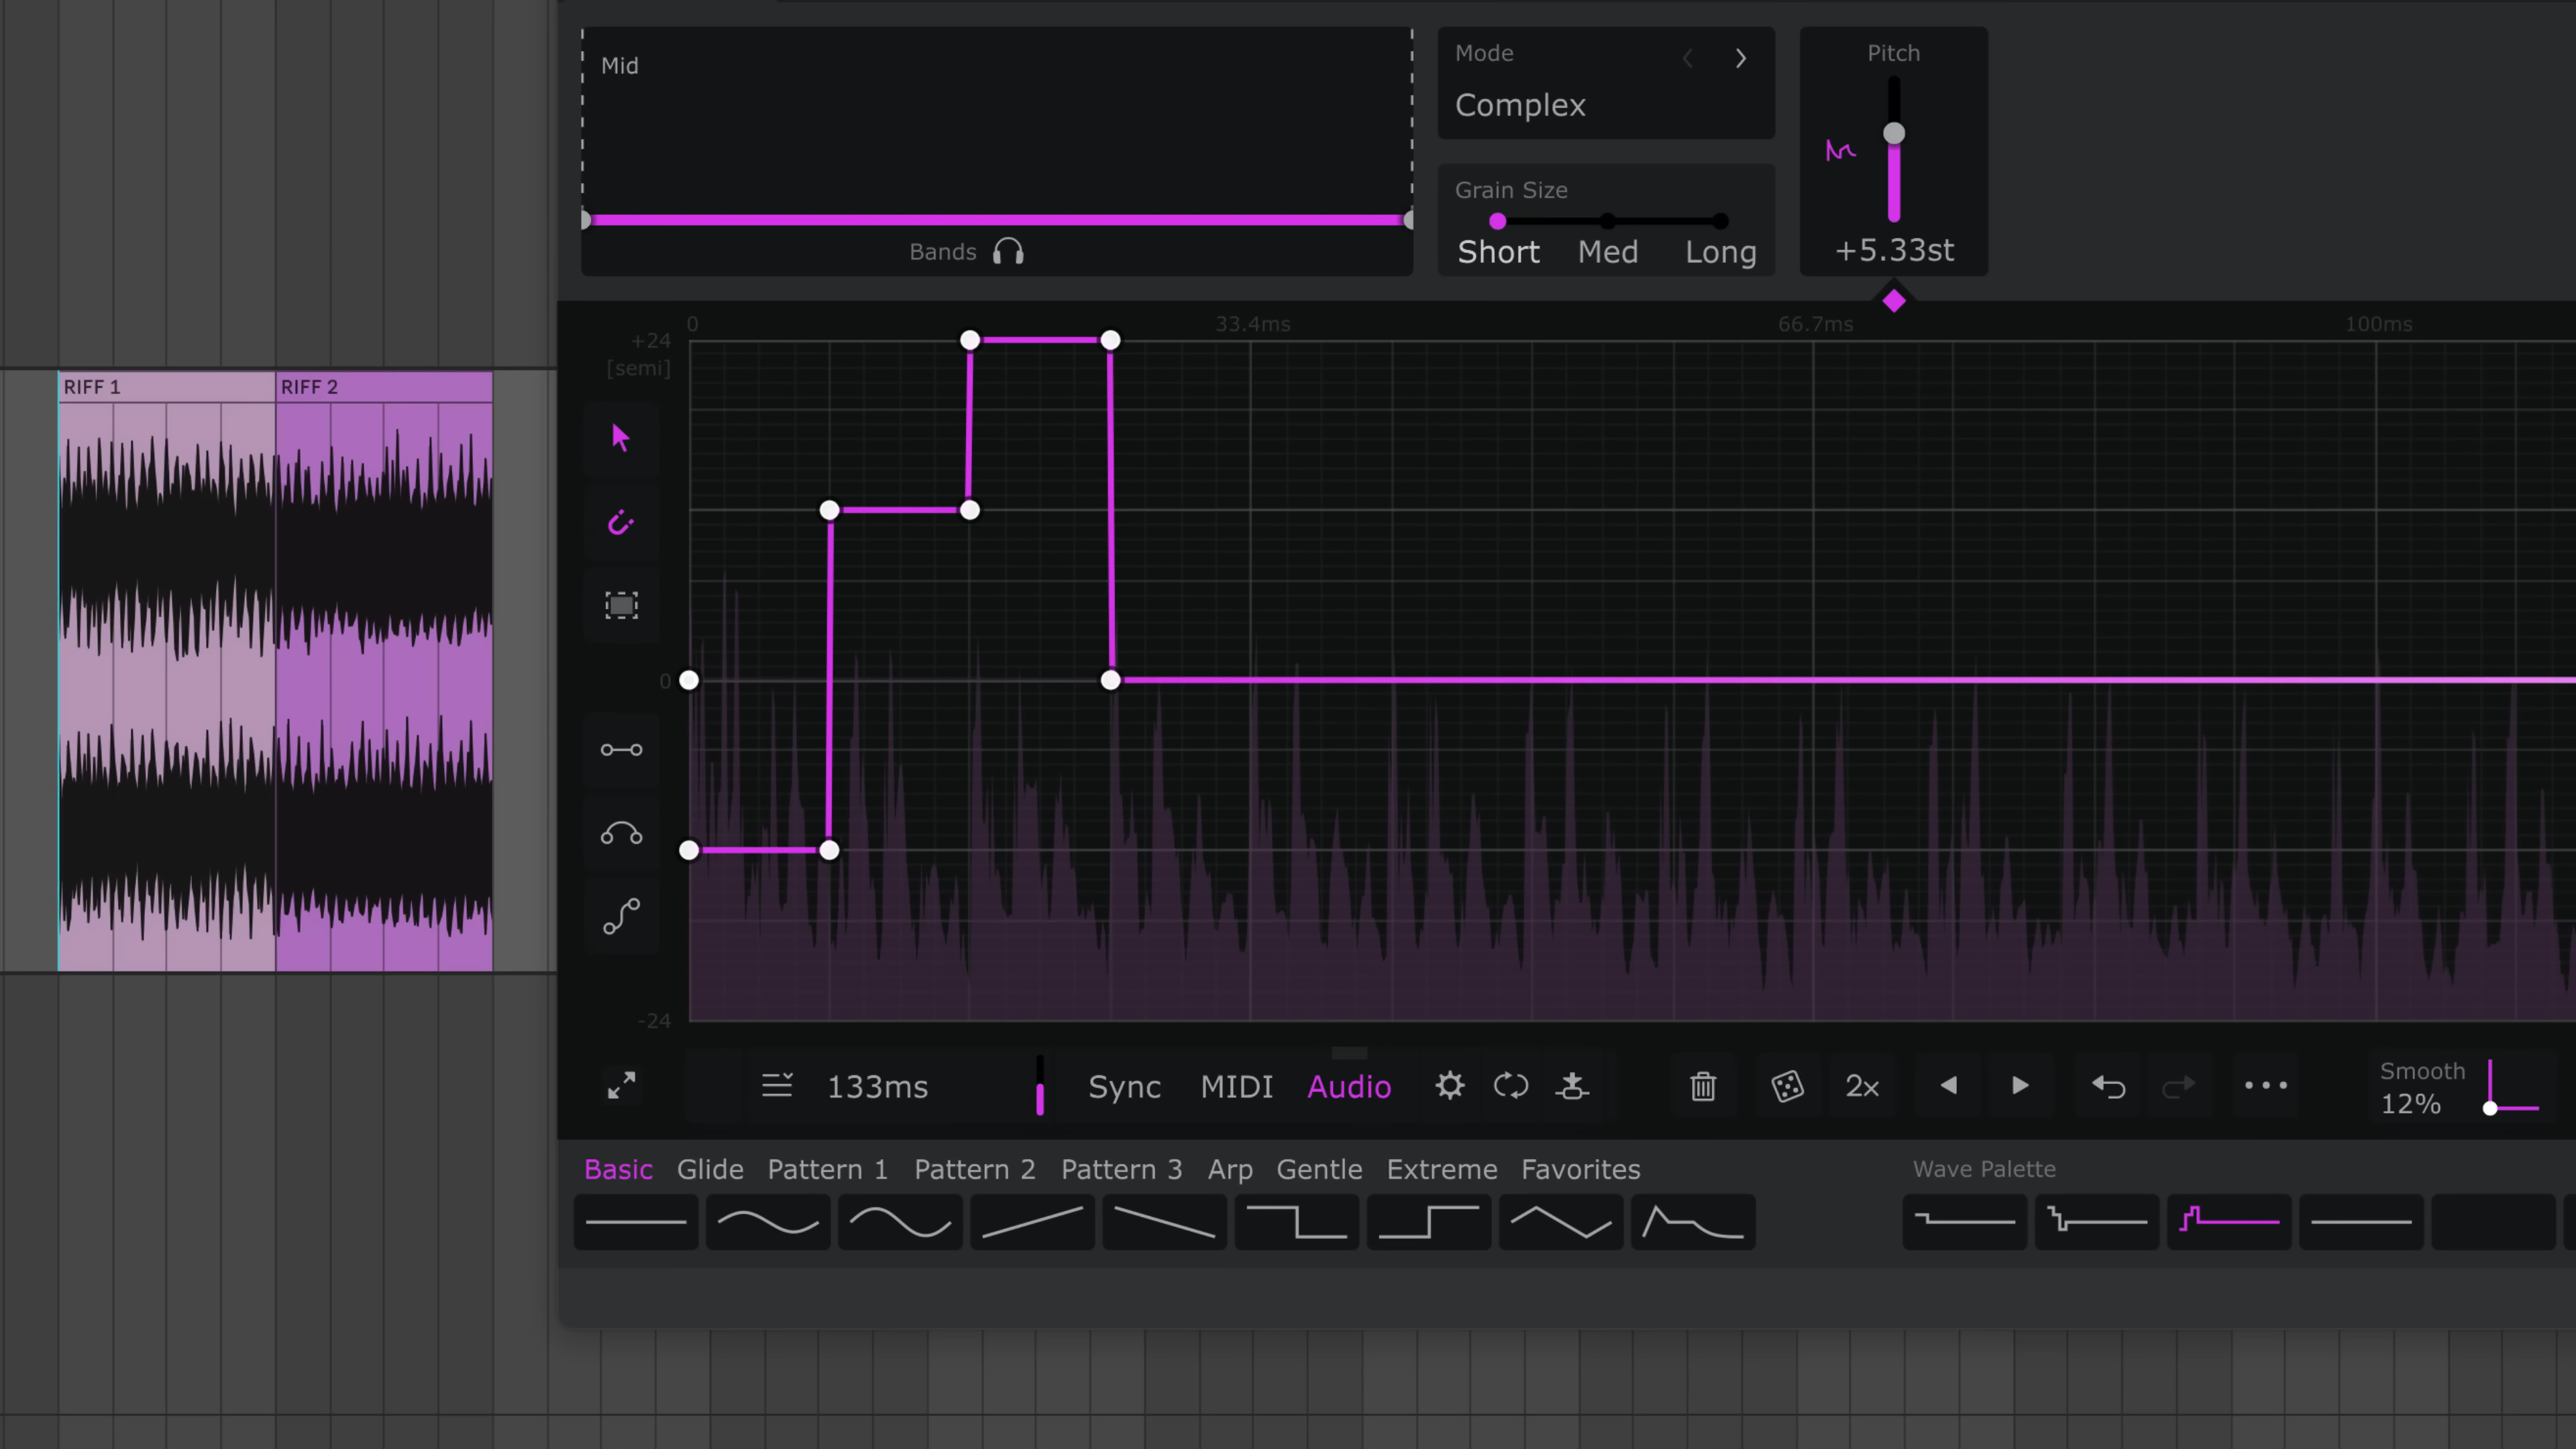 Mid
Mode
Complex
Pitch
Grain Size
Bands
Short Med Long
+5.33st
0 33.4ms 66.7ms 100ms
+24
[semi]
RIFF 1 RIFF 2
0
-24
133ms Sync MIDI Audio 2x
Smooth
12%
Basic Glide Pattern 1 Pattern 2 Pattern 3 Arp Gentle Extreme Favorites Wave Palette